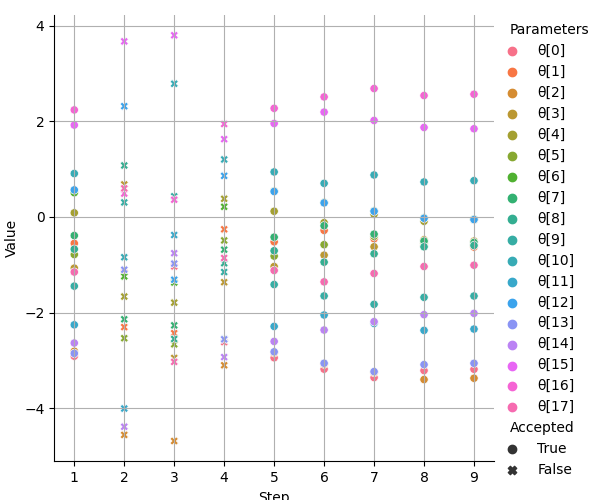 Parameters
θ[0]
θ[1]
θ[2]
θ[3]
θ[4]
θ[5]
θ[6]
θ[7]
θ[8]
θ[9]
θ[10]
θ[11]
θ[12]
θ[13]
θ[14]
θ[15]
θ[16]
θ[17]
Accepted
True
False
Value
4
2
0
−2
−4
1 2 3 4 5 6 7 8 9
Step